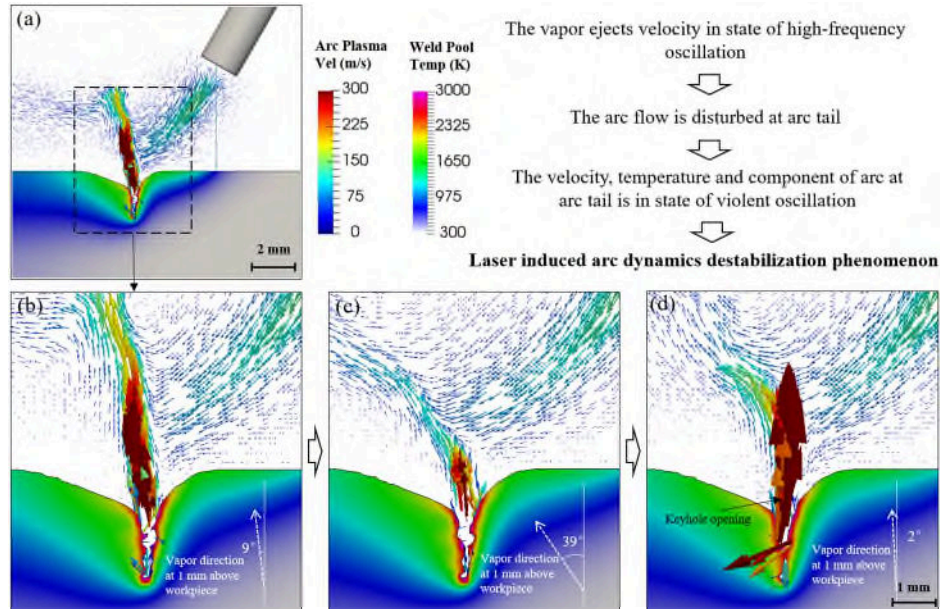 (a)
Arc Plasma
Vel (m/s)
300
225
150
75
0
Weld Pool
Temp (K)
3000
2325
1650
975
300
2 mm
The vapor ejects velocity in state of high-frequency
oscillation
The arc flow is disturbed at arc tail
The velocity, temperature and component of arc at
arc tail is in state of violent oscillation
Laser induced arc dynamics destabilization phenomenon
(b)
9°
Vapor direction
at 1 mm above
workpiece
(c)
39°
Vapor direction
at 1 mm above
workpiece
(d)
Keyhole opening
2°
Vapor direction
at 1 mm above
workpiece
1 mm